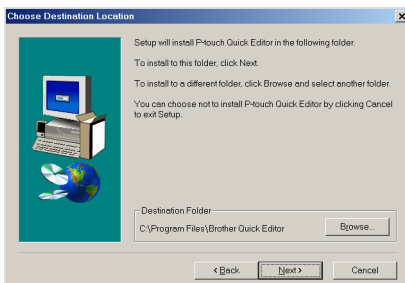 Choose Destination Location
Setup will install P-touch Quick Editor in the following folder.
To install to this folder, click Next.
To install to a different folder, click Browse and select another folder.
You can choose not to install P-touch Quick Editor by clicking Cancel
to exit Setup.
Destination Folder
C:\Program Files\Brother Quick Editor
Browse...
< Back
Next >
Cancel